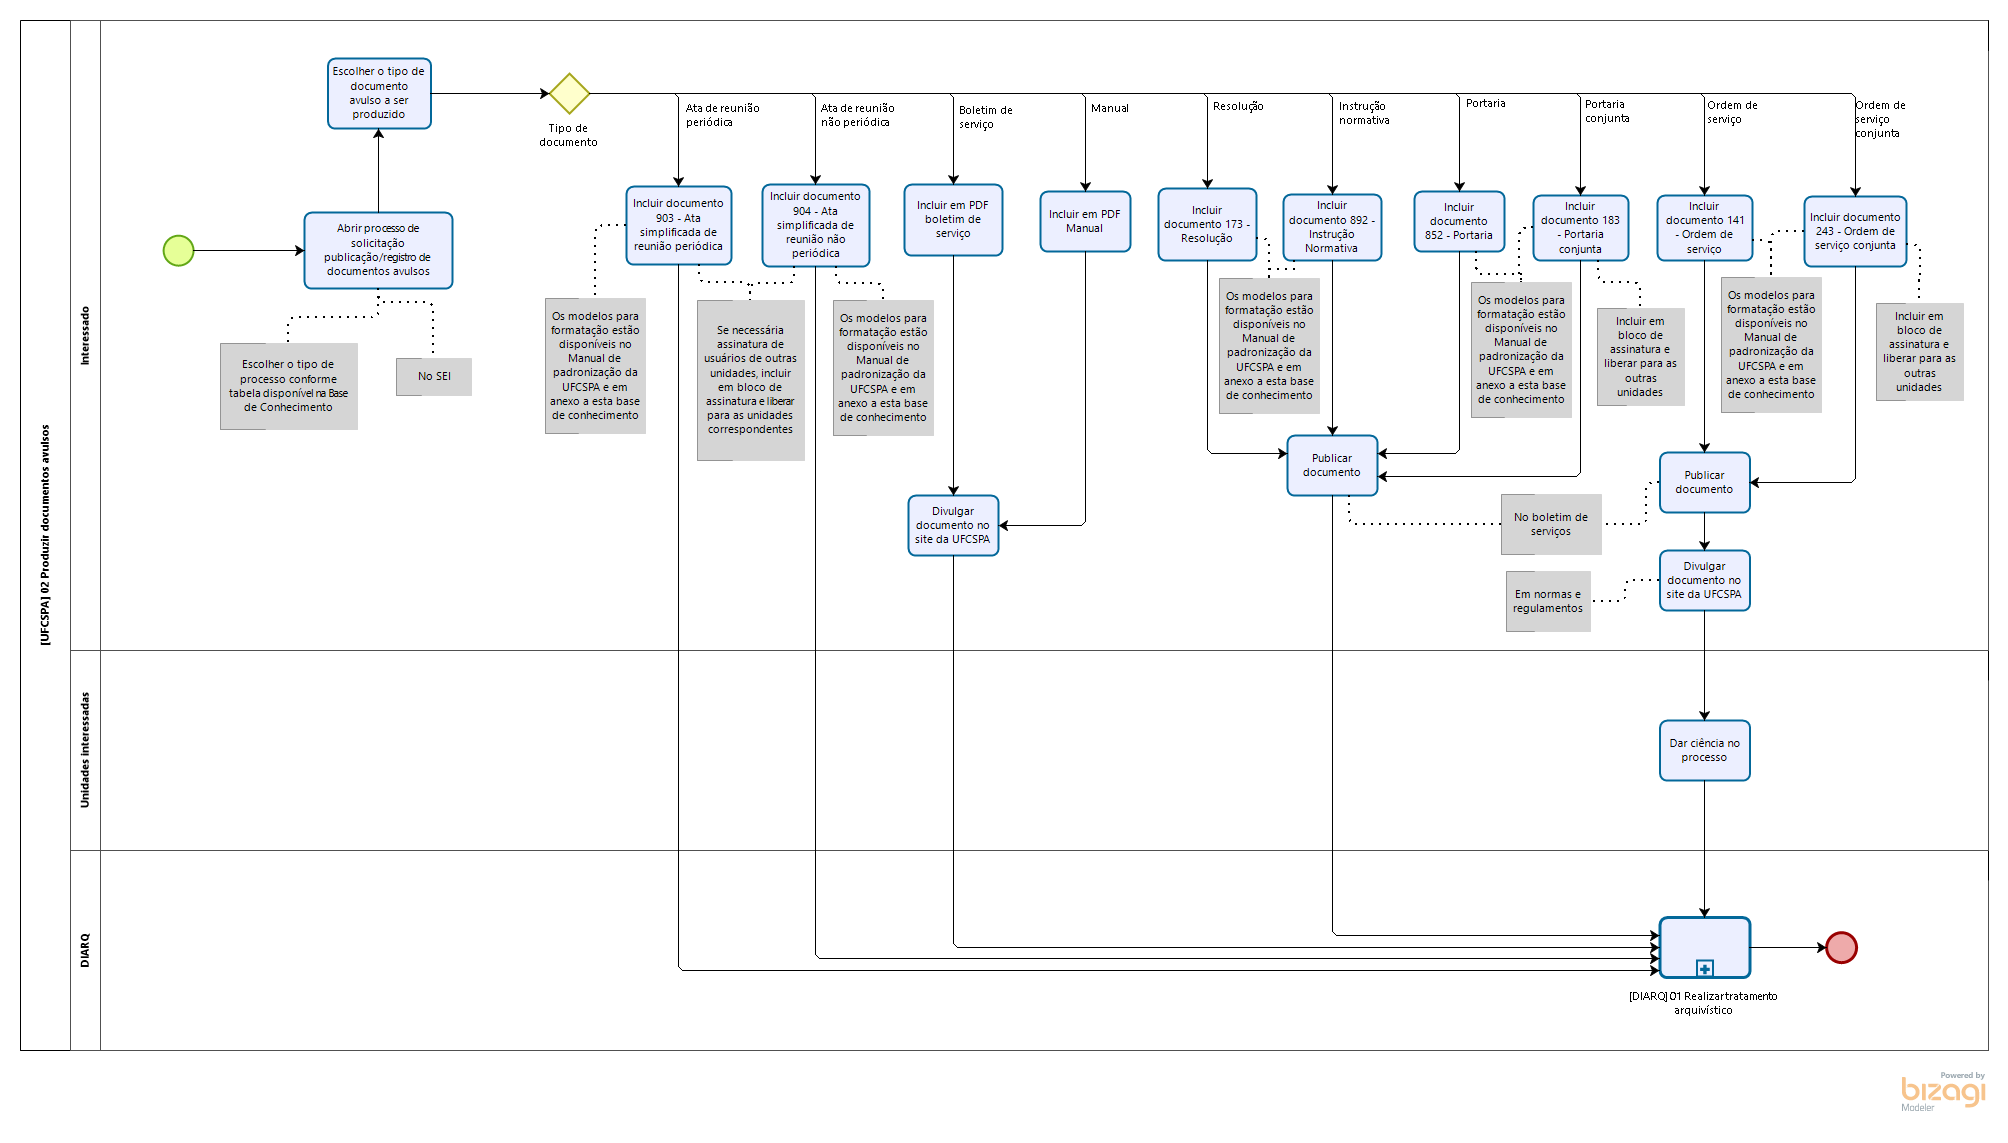 [UFCSPA] 02 Produzir documentos avulsos
Interessado
Escolher o tipo de
documento
avulso a ser
produzido
Tipo de
documento
Abrir processo de
solicitação
publicação/registro de
documentos avulsos
Escolher o tipo de
processo conforme
tabela disponível na Base
de Conhecimento
No SEI
Ata de reunião
periódica
Ata de reunião
não periódica
Boletim de
serviço
Manual
Resolução
Instrução
normativa
Portaria
Portaria
conjunta
Ordem de
serviço
Ordem de
serviço
conjunta
Incluir documento
903 - Ata
simplificada de
reunião periódica
Incluir documento
904 - Ata
simplificada de
reunião não
periódica
Incluir em PDF
boletim de
serviço
Incluir em PDF
Manual
Incluir
documento 173 -
Resolução
Incluir
documento 892 -
Instrução
Normativa
Incluir
documento
852 - Portaria
Incluir
documento 183
- Portaria
conjunta
Incluir
documento 141
- Ordem de
serviço
Incluir documento
243 - Ordem de
serviço conjunta
Os modelos para
formatação estão
disponíveis no
Manual de
padronização da
UFCSPA e em
anexo a esta base
de conhecimento
Se necessária
assinatura de
usuários de outras
unidades, incluir
em bloco de
assinatura e liberar
para as unidades
correspondentes
Os modelos para
formatação estão
disponíveis no
Manual de
padronização da
UFCSPA e em
anexo a esta base
de conhecimento
Os modelos para
formatação estão
disponíveis no
Manual de
padronização da
UFCSPA e em
anexo a esta base
de conhecimento
Os modelos para
formatação estão
disponíveis no
Manual de
padronização da
UFCSPA e em
anexo a esta base
de conhecimento
Incluir em
bloco de
assinatura e
liberar para as
outras
unidades
Os modelos para
formatação estão
disponíveis no
Manual de
padronização da
UFCSPA e em
anexo a esta base
de conhecimento
Incluir em
bloco de
assinatura e
liberar para as
outras
unidades
Publicar
documento
Publicar
documento
Divulgar
documento no
site da UFCSPA
No boletim de
serviços
Divulgar
documento no
site da UFCSPA
Em normas e
regulamentos
Unidades interessadas
Dar ciência no
processo
DIARQ
[DIARQ] 01 Realizar tratamento
arquivístico
Powered by
bizagi
Modeler